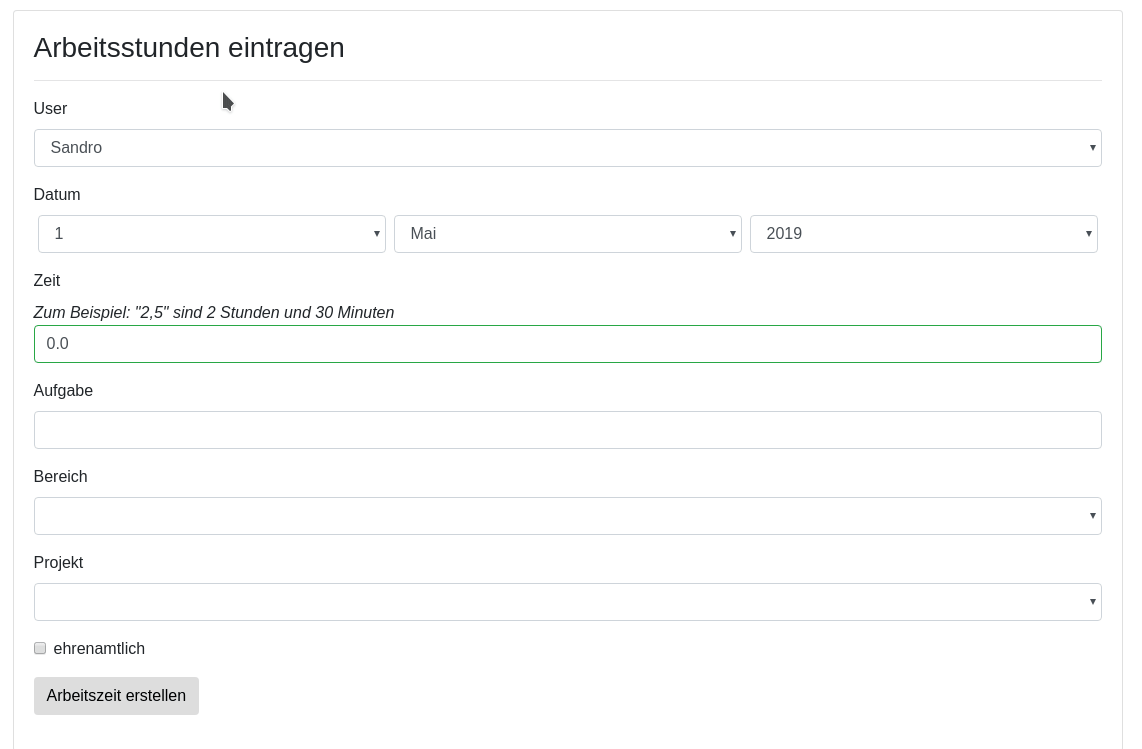 Arbeitsstunden eintragen
User
Sandro
Datum
1 Mai 2019
Zeit
Zum Beispiel: "2,5" sind 2 Stunden und 30 Minuten
0.0
Aufgabe
Bereich
Projekt
ehrenamtlich
Arbeitszeit erstellen